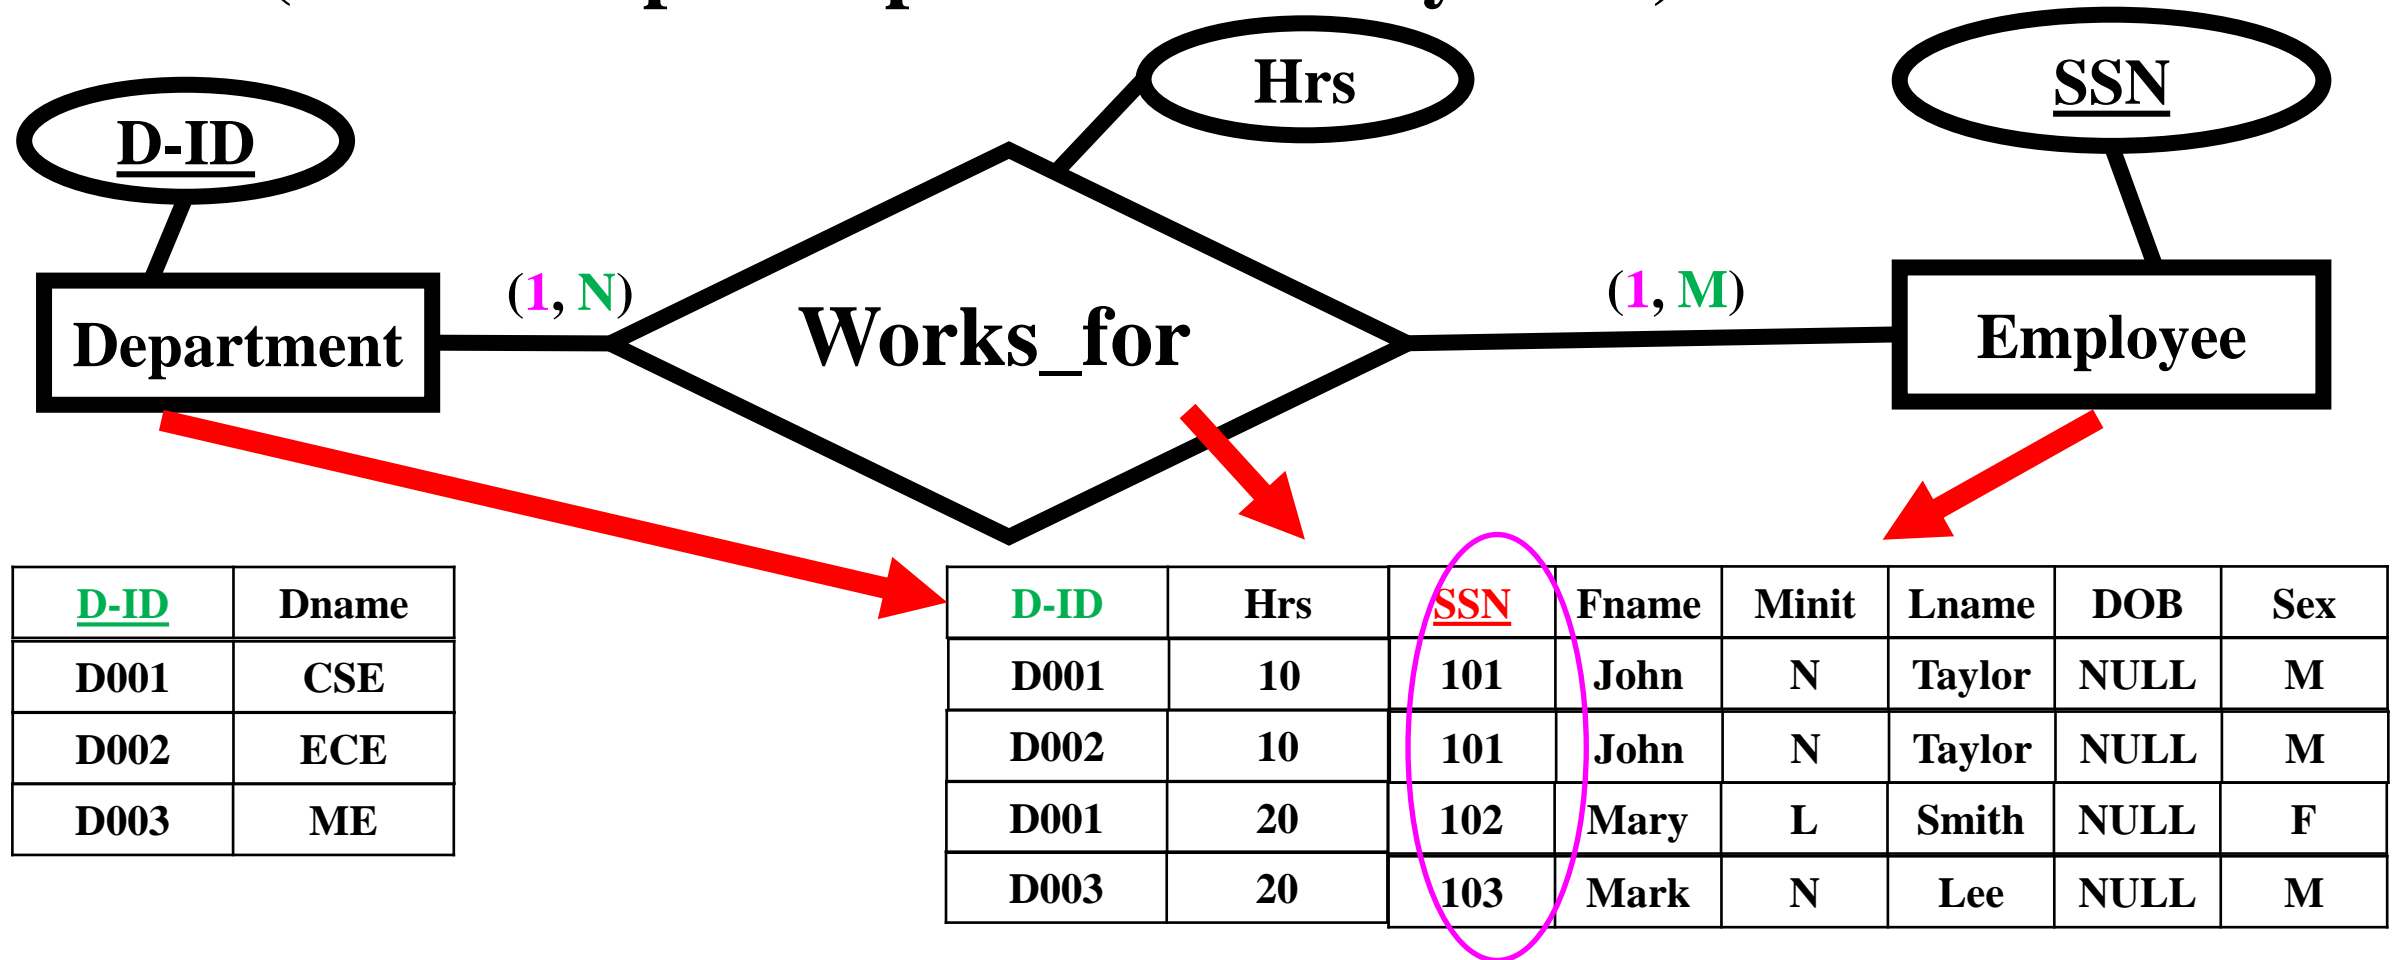 Hrs
SSN
D-ID
(1, N)
(1, M)
Department
Works_for
Employee
D-ID Dname
D001 CSE
D002 ECE
D003 ME
D-ID Hrs SSN Fname Minit Lname DOB Sex
D001 10 101 John N Taylor NULL M
D002 10 101 John N Taylor NULL M
D001 20 102 Mary L Smith NULL F
D003 20 103 Mark N Lee NULL M